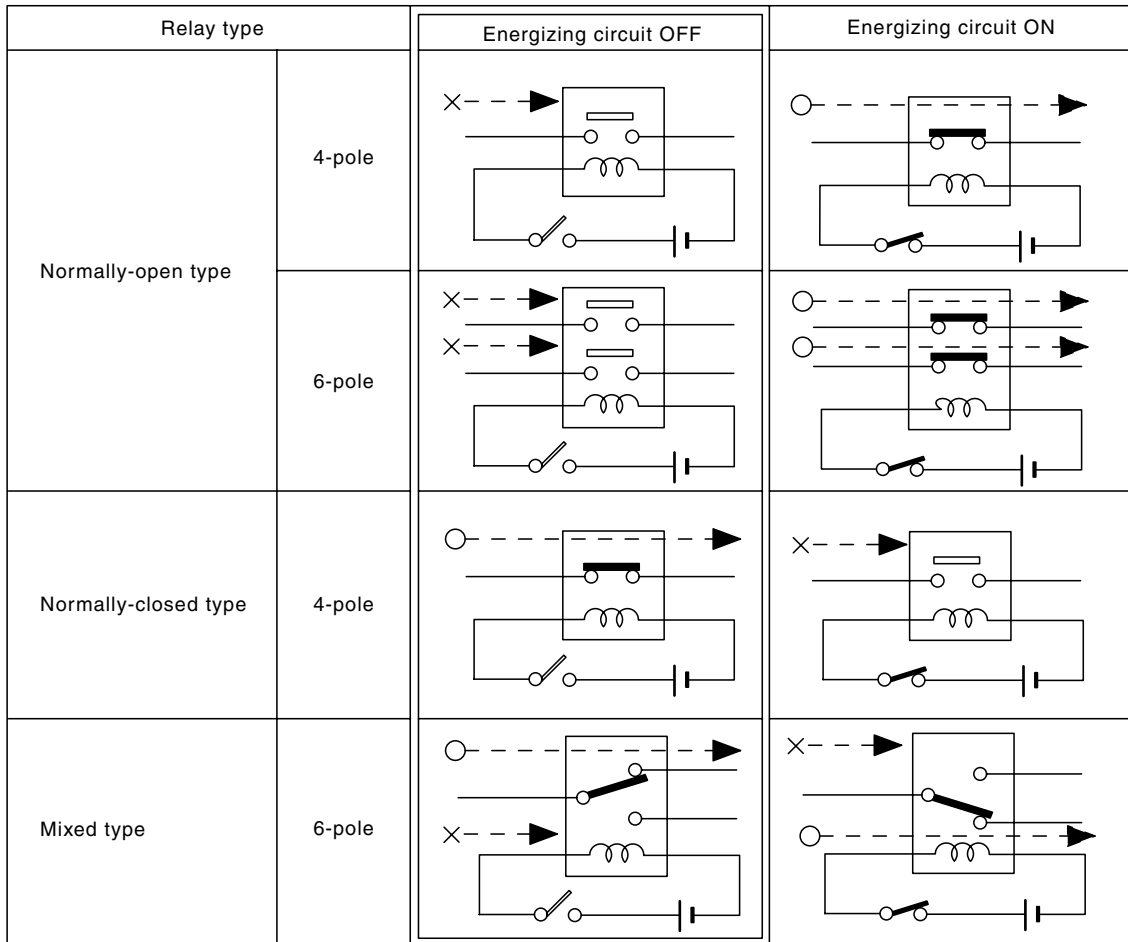 Relay type
Energizing circuit OFF
Energizing circuit ON
Normally-open type
4-pole
6-pole
Normally-closed type
4-pole
Mixed type
6-pole